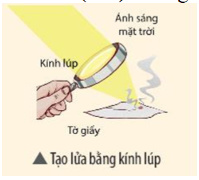 Ánh sáng
mặt trời
Kính lúp
Tờ giấy
▲ Tạo lửa bằng kính lúp